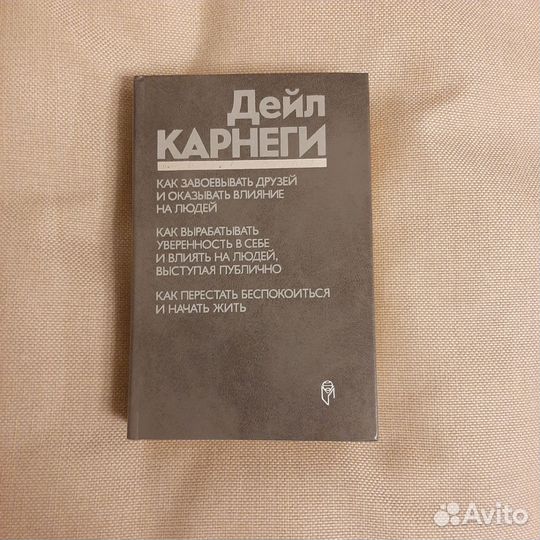 Дейл
КАРНЕГИ
КАК ЗАВОЕВЫВАТЬ ДРУЗЕЙ
И ОКАЗЫВАТЬ ВЛИЯНИЕ
НА ЛЮДЕЙ
КАК ВЫРАБАТЫВАТЬ
УВЕРЕННОСТЬ В СЕБЕ
И ВЛИЯТЬ НА ЛЮДЕЙ,
ВЫСТУПАЯ ПУБЛИЧНО
КАК ПЕРЕСТАТЬ БЕСПОКОИТЬСЯ
И НАЧАТЬ ЖИТЬ
Avito